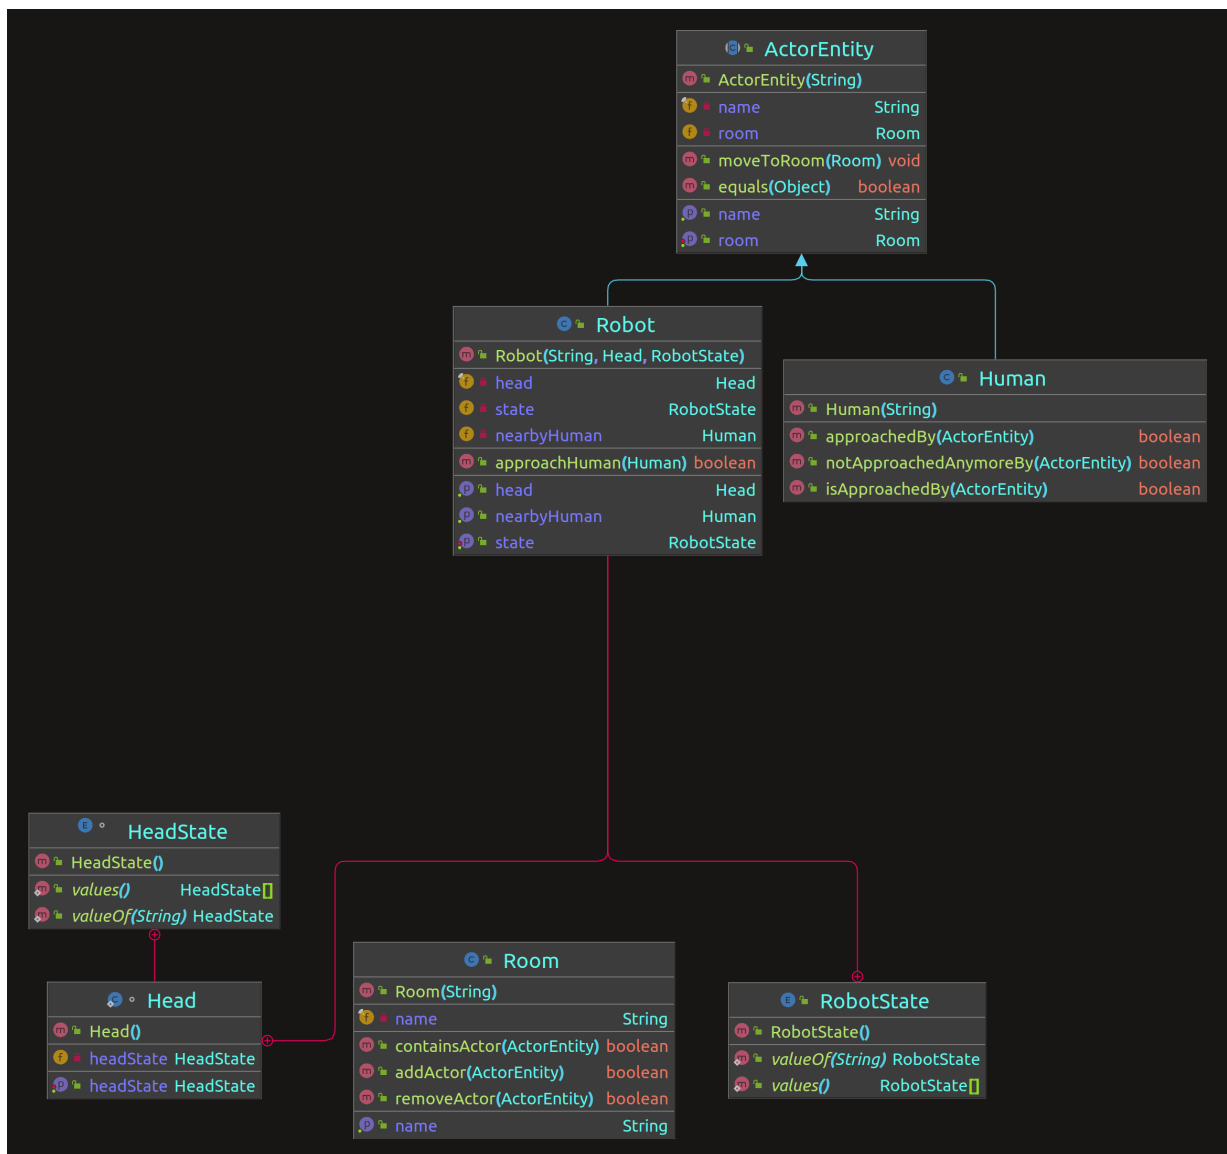 ActorEntity
ActorEntity(String)
name String
room Room
moveToRoom(Room) void
equals(Object) boolean
name String
room Room
Robot
Robot(String, Head, RobotState)
head Head
state RobotState
nearbyHuman Human
approachHuman(Human) boolean
head Head
nearbyHuman Human
state RobotState
Human
Human(String)
approachedBy(ActorEntity) boolean
notApproachedAnymoreBy(ActorEntity) boolean
isApproachedBy(ActorEntity) boolean
HeadState
HeadState()
values() HeadState[]
valueOf(String) HeadState
Head
Head()
headState HeadState
headState HeadState
Room
Room(String)
name String
containsActor(ActorEntity) boolean
addActor(ActorEntity) boolean
removeActor(ActorEntity) boolean
name String
RobotState
RobotState()
valueOf(String) RobotState
values() RobotState[]